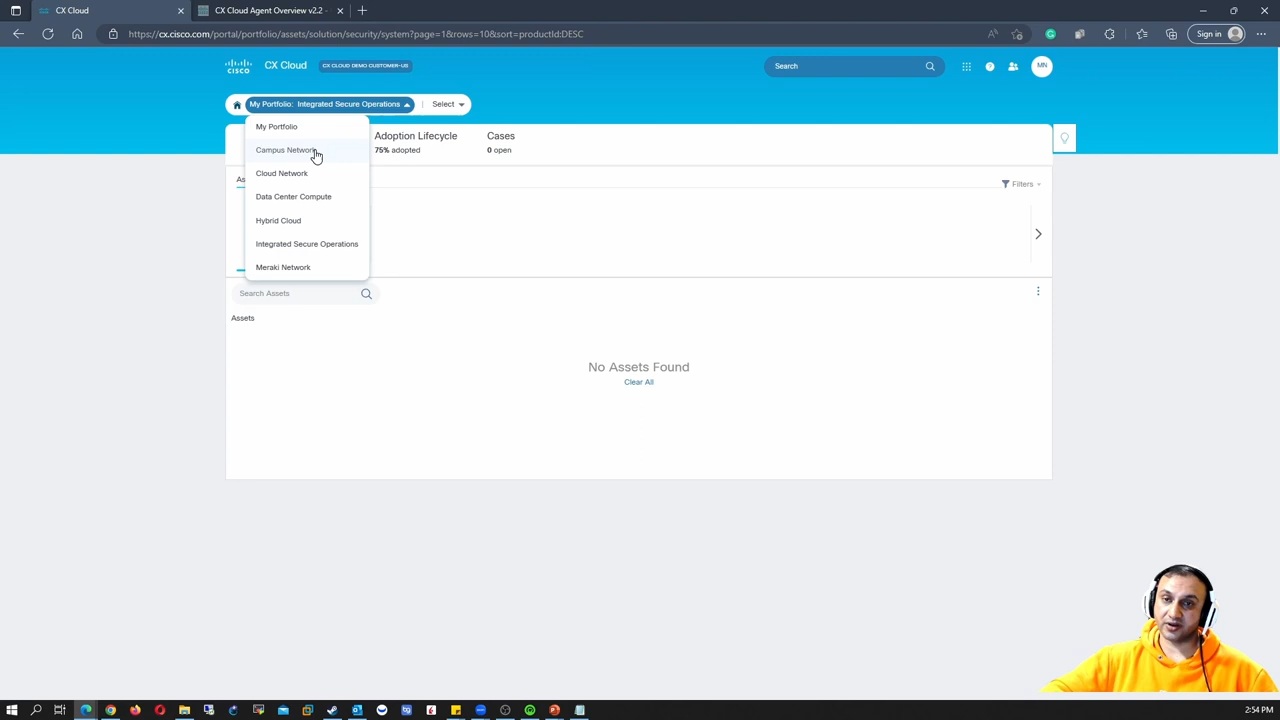 CX Cloud
CX Cloud Agent Overview v2.2 -
https://cx.cisco.com/portal/portfolio/assets/solution/security/system?page=1&rows=10&sort=productId:DESC
Sign in
CISCO
CX Cloud
CX CLOUD DEMO CUSTOMER-US
Search
MN
My Portfolio: Integrated Secure Operations
Select
My Portfolio
Campus Network
Cloud Network
Data Center Compute
Hybrid Cloud
Integrated Secure Operations
Meraki Network
Adoption Lifecycle
75% adopted
Cases
0 open
As
Filters
Search Assets
Assets
No Assets Found
Clear All
2:54 PM